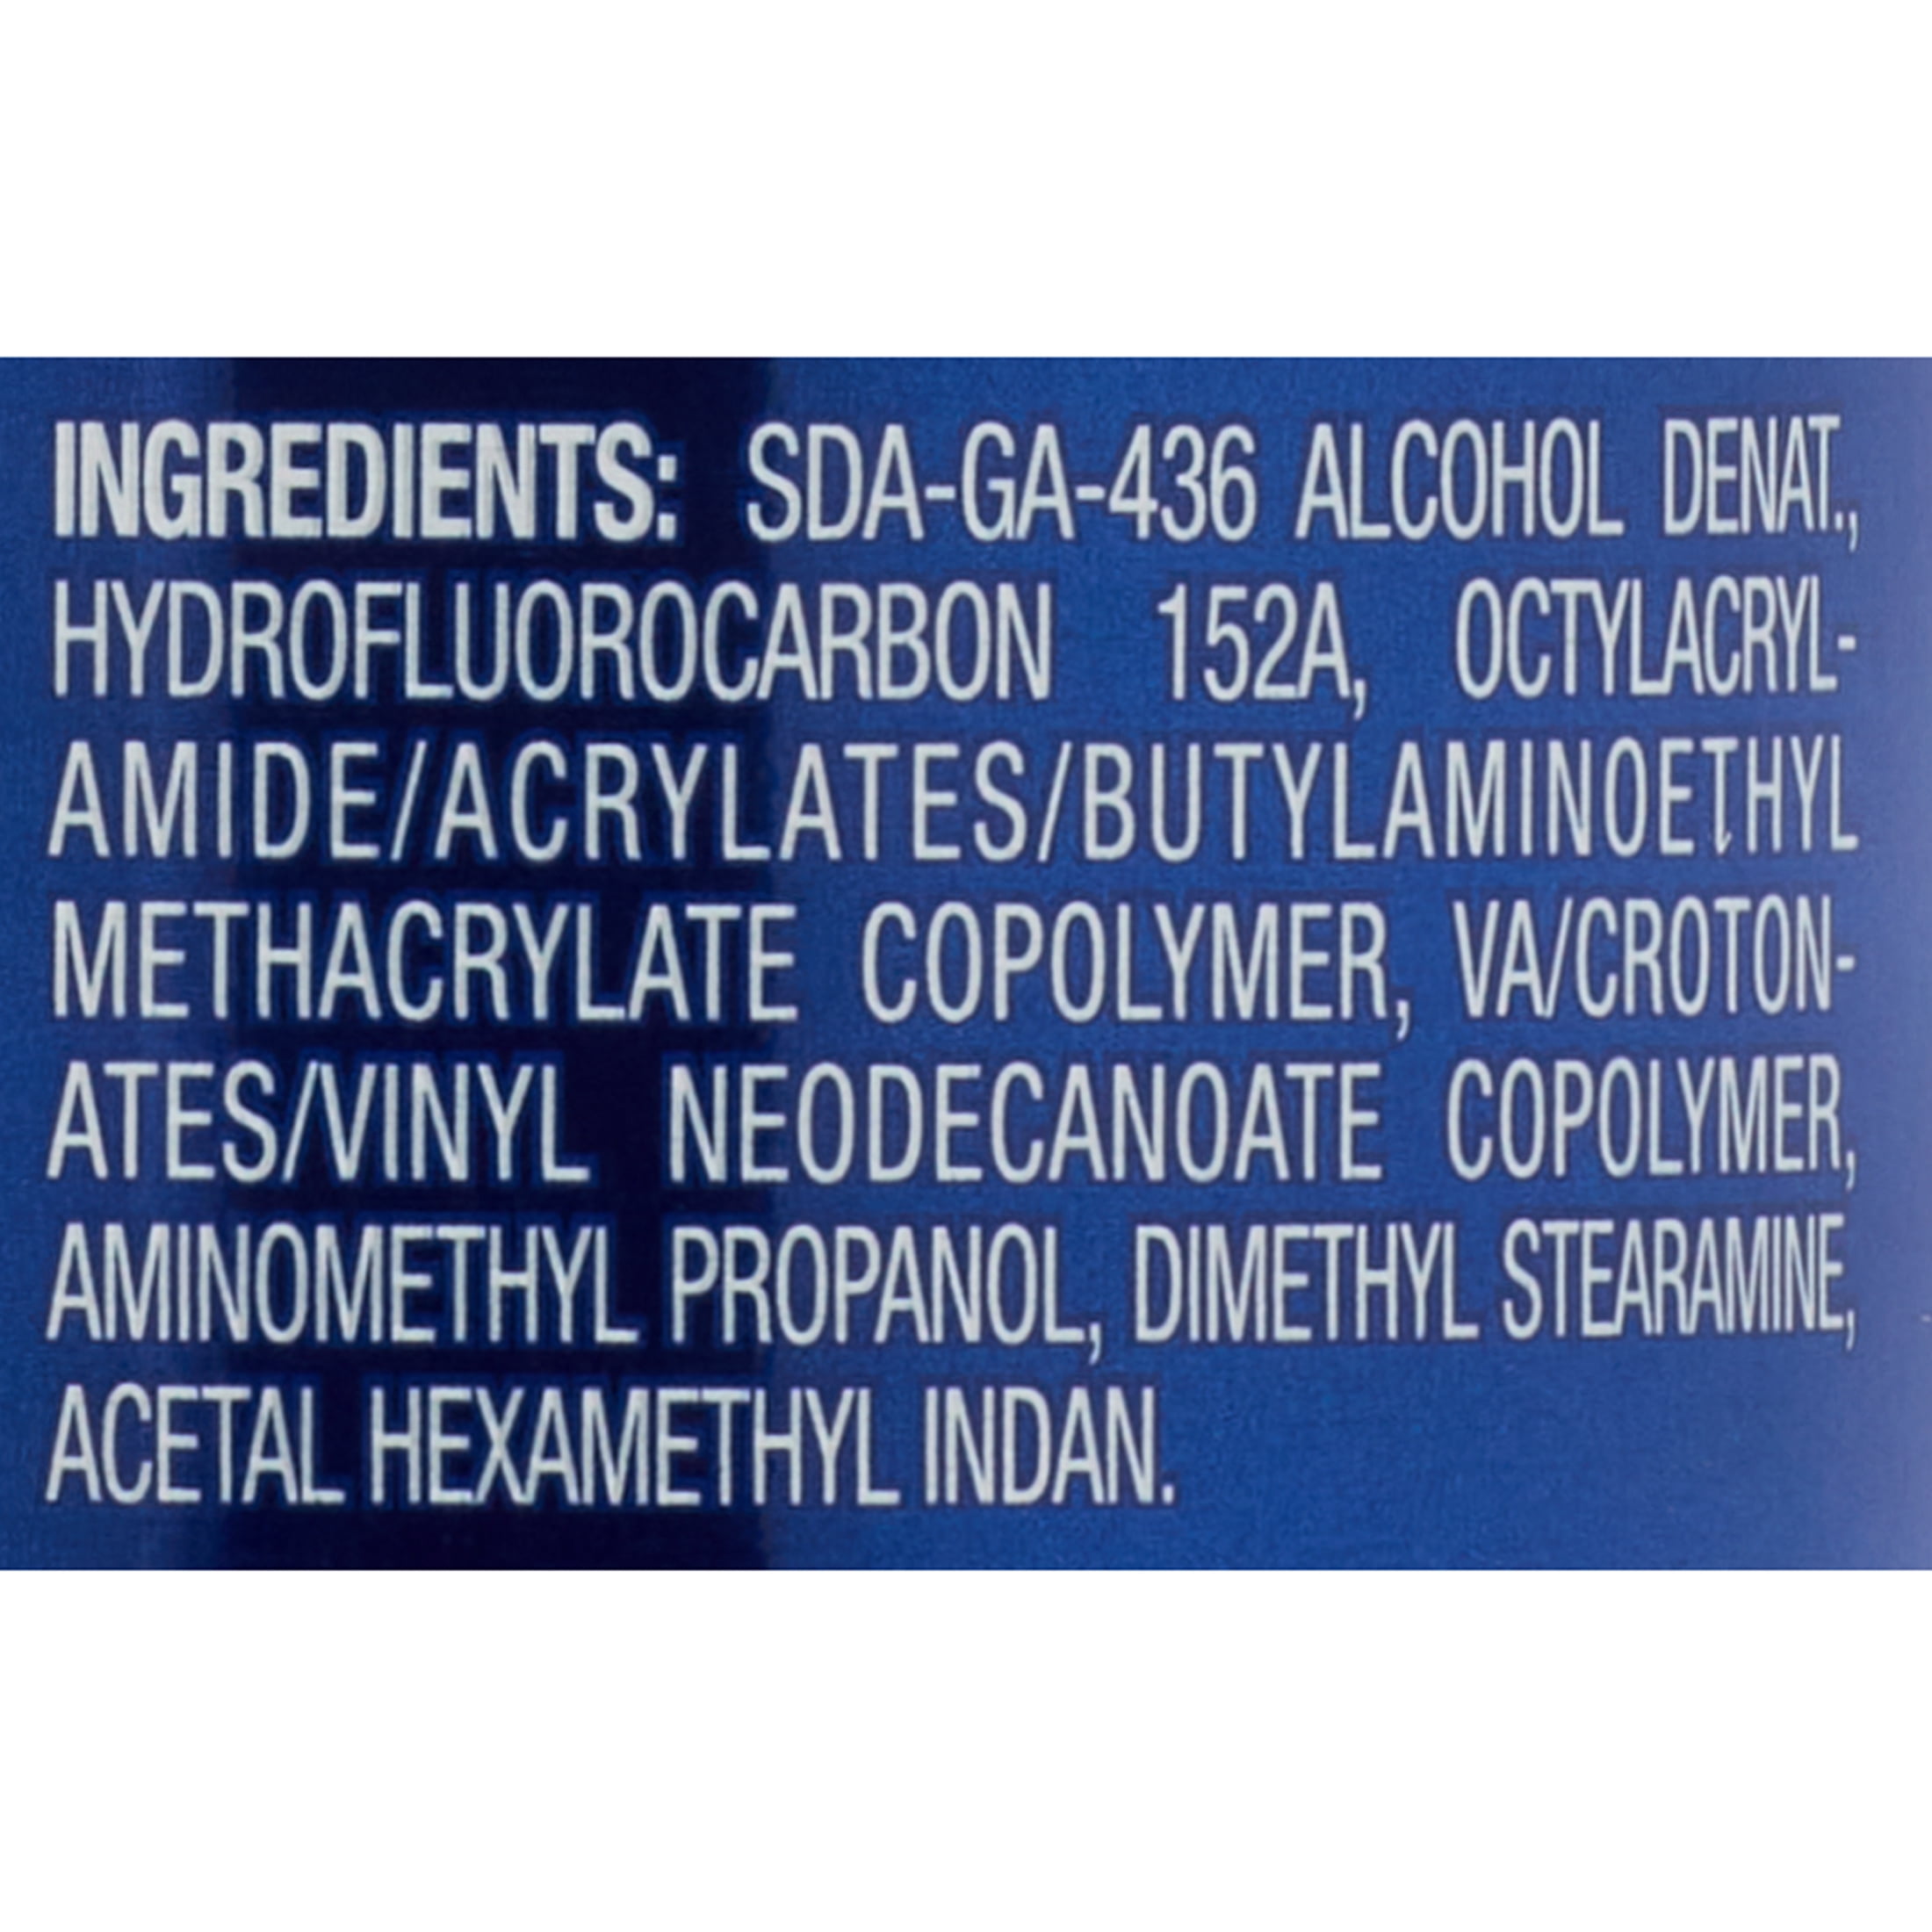 INGREDIENTS: SDA-GA-436 ALCOHOL DENAT.,
HYDROFLUOROCARBON 152A, OCTYLACRYL-
AMIDE/ACRYLATES/BUTYLAMINOETHYL
METHACRYLATE COPOLYMER, VA/CROTON-
ATES/VINYL NEODECANOATE COPOLYMER,
AMINOMETHYL PROPANOL, DIMETHYL STEARAMINE,
ACETAL HEXAMETHYL INDAN.